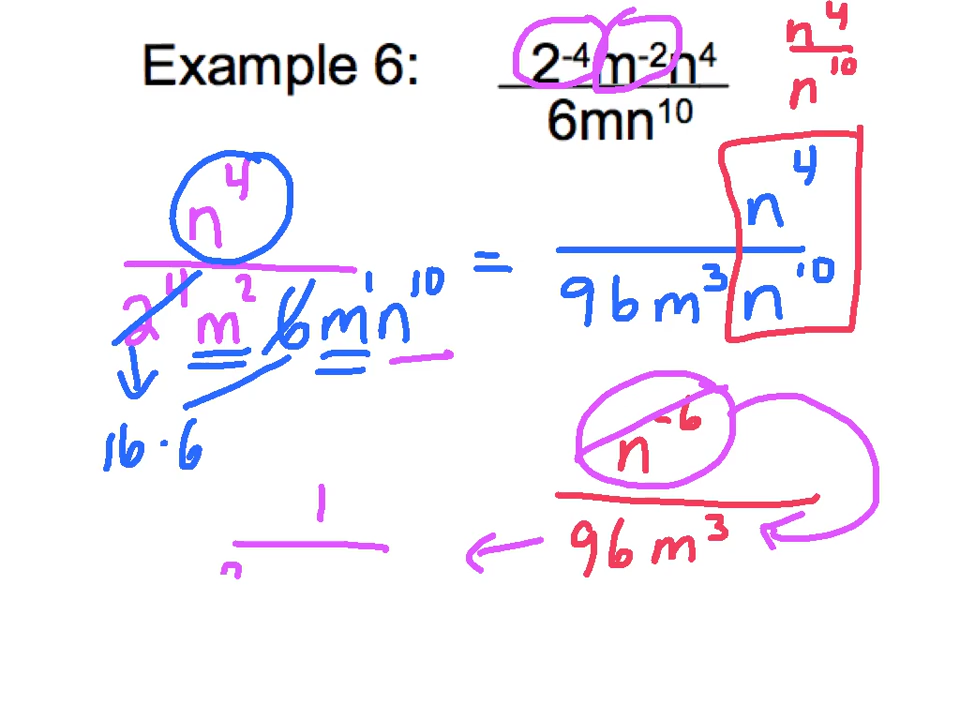 Example 6: 2⁻⁴m⁻²n⁴
6mn¹⁰
n⁴
n¹⁰
n⁴
2⁴ m² 6 m¹ n¹⁰ =
n⁴
96m³ n¹⁰
16 · 6
n⁻⁶
96m³
1